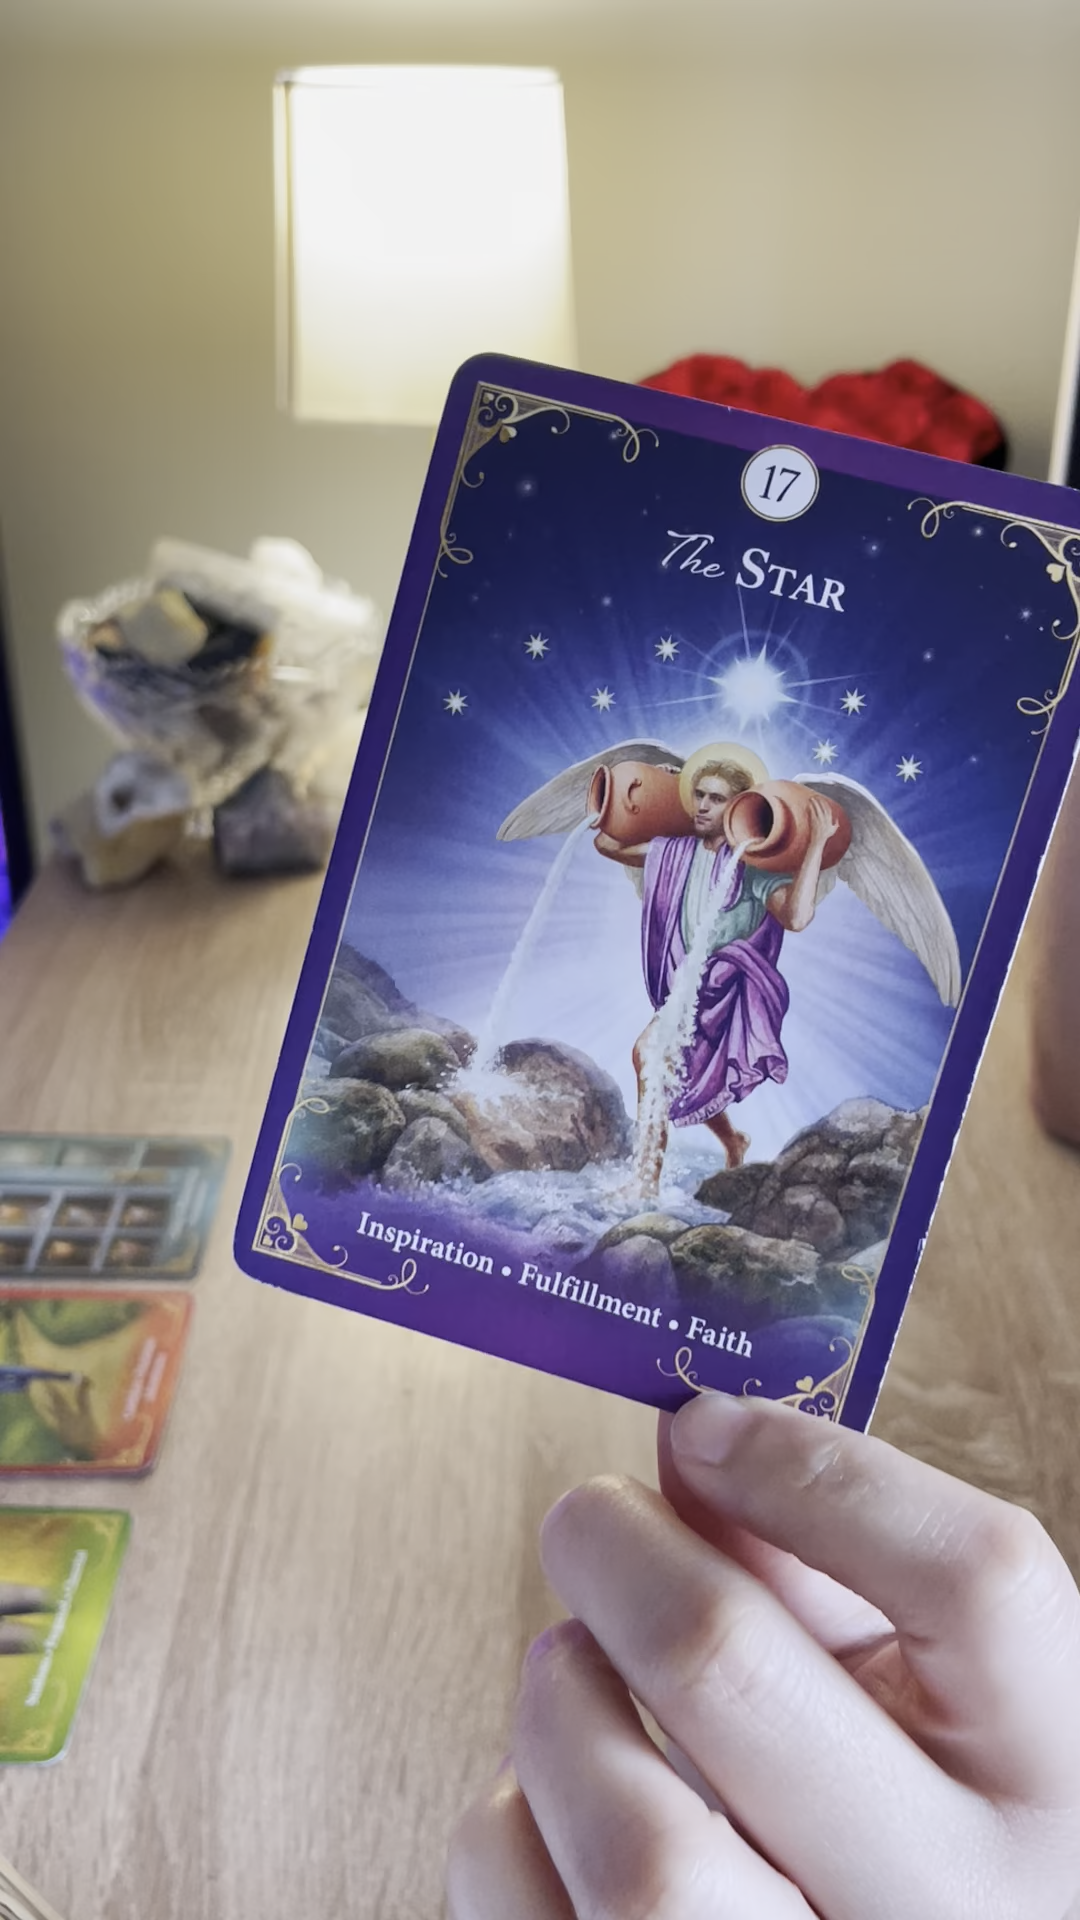 17
The STAR
Inspiration • Fulfillment • Faith